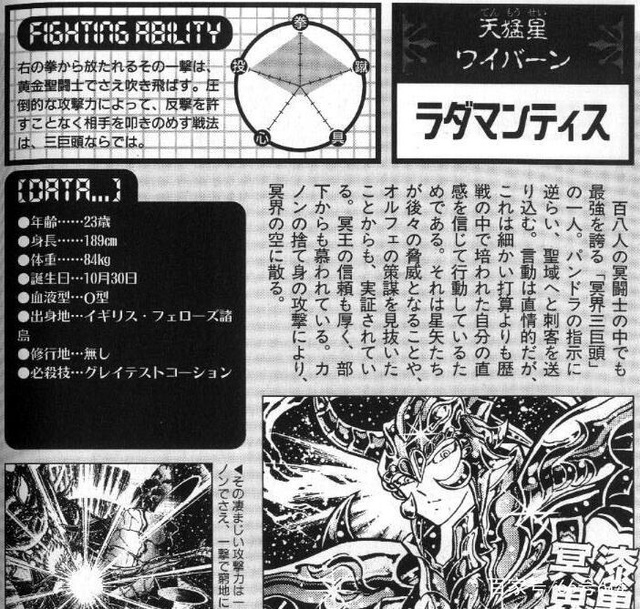 FIGHTING ABILITY
右の拳から放たれるその一撃は、
黄金聖闘士でさえ吹き飛ばす。圧
倒的な攻撃力によって、反撃を許
すことなく相手を叩きのめす戦法
は、三巨頭ならでは。
拳
蹴
具
心
投
てんもうせい
天猛星
ワイバーン
ラダマンティス
[DATA...]
●年齢……23歳
●身長……189cm
●体重……84kg
●誕生日…10月30日
●血液型…O型
●出身地…イギリス・フェローズ諸
島
●修行地…無し
●必殺技…グレイテストコーション
百八人の冥闘士の中でも
最強を誇る「冥界三巨頭」
の一人。パンドラの指示に
逆らい、聖域へと刺客を送
り込む。言動は直情的だが、
これは細かい打算よりも歴
戦の中で培われた自分の直
感を信じて行動しているた
めである。それは星矢たち
が後々の脅威となることや、
オルフェの策謀を見抜いた
ことからも、実証されてい
る。冥王の信頼も厚く、部
下からも慕われている。カ
ノンの捨て身の攻撃により、
冥界の空に散る。
◀その凄まじい攻撃力は一
ノンでさえ、一撃で窮地に
漆黒
冥